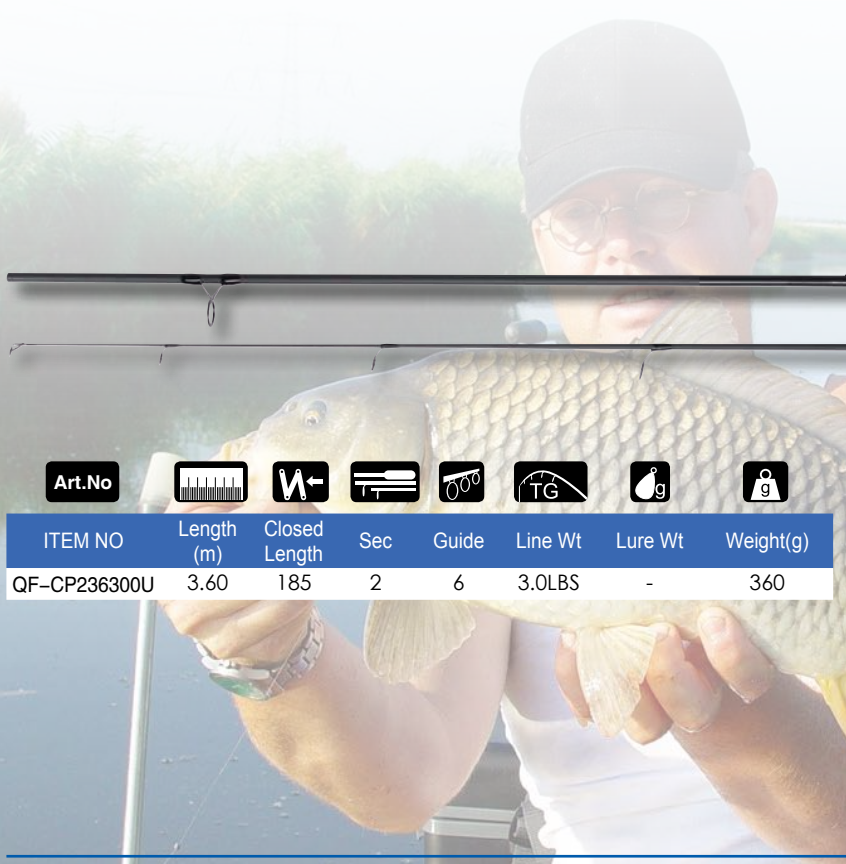 Art.No
TG
g
g
ITEM NO Length (m) Closed Length Sec Guide Line Wt Lure Wt Weight(g)
QF-CP236300U 3.60 185 2 6 3.0LBS - 360